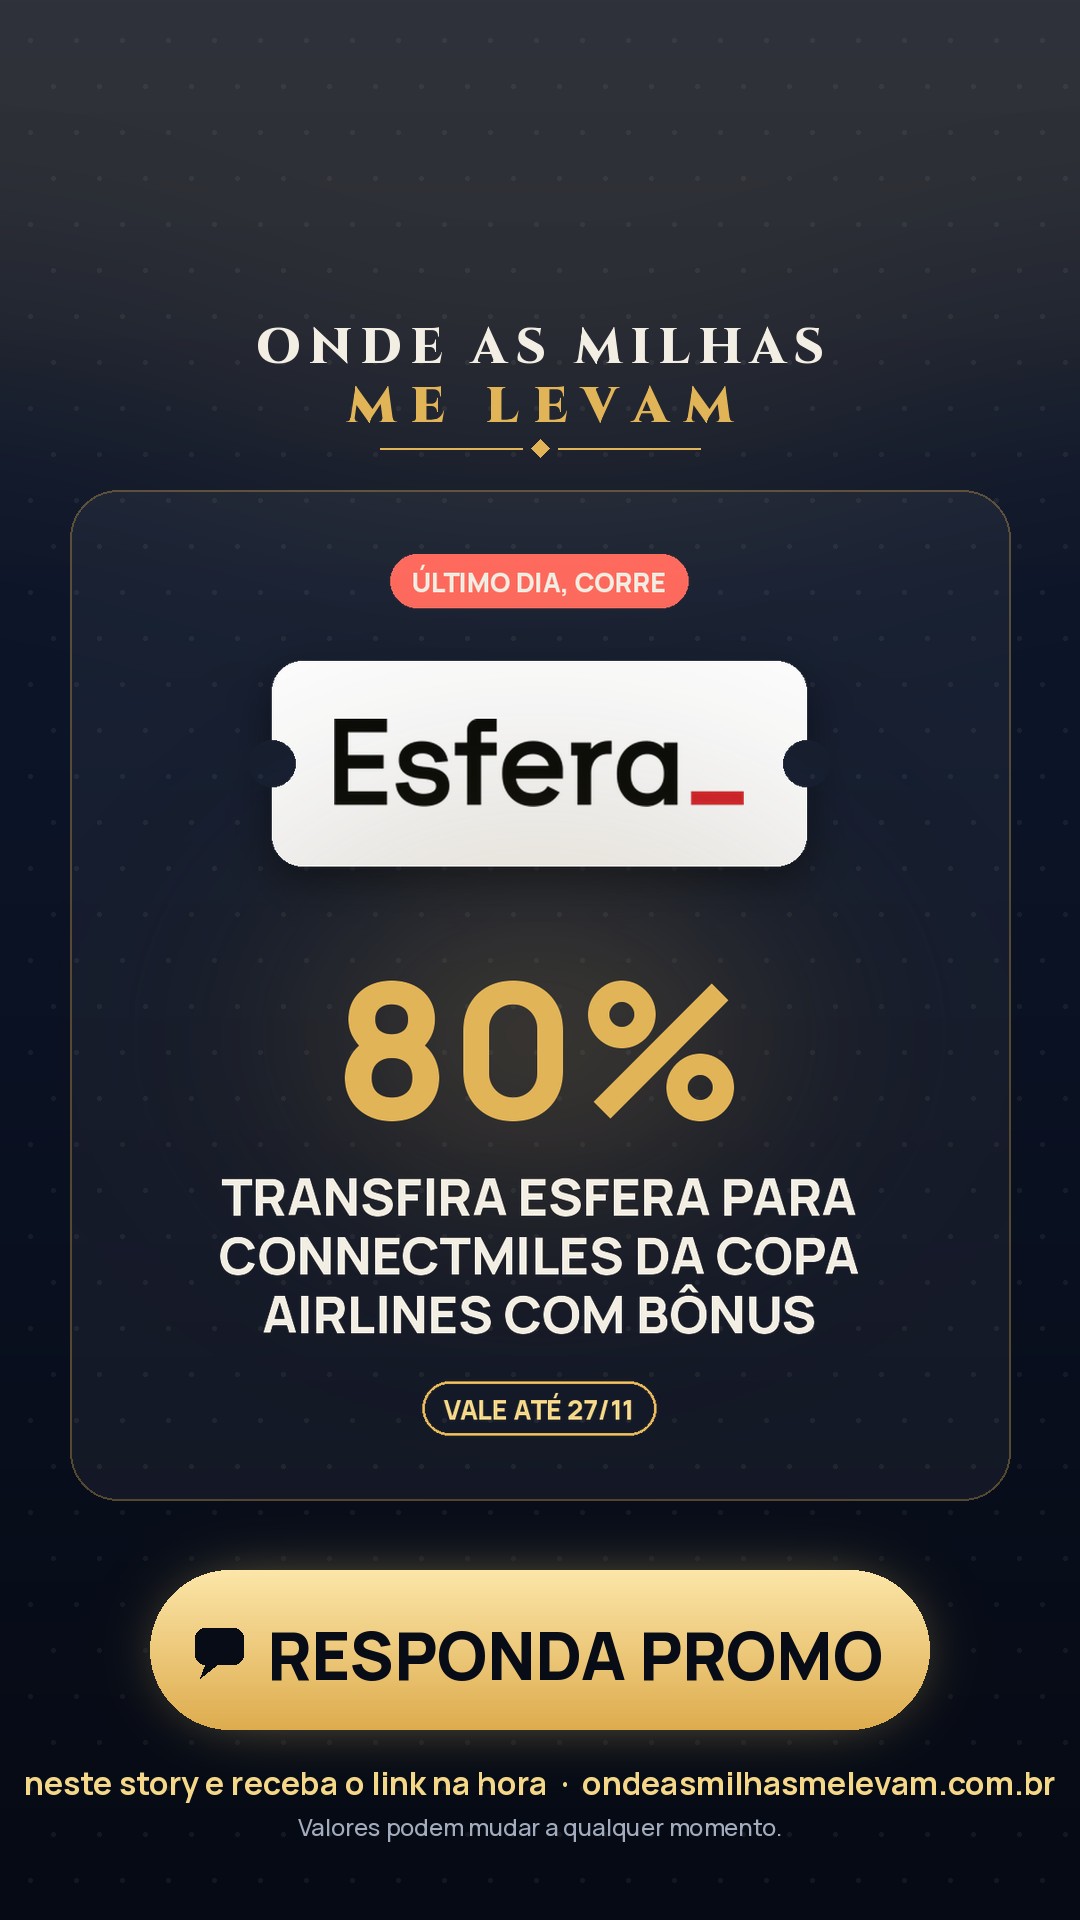 ONDE AS MILHAS
ME LEVAM
ÚLTIMO DIA, CORRE
Esfera_
80%
TRANSFIRA ESFERA PARA
CONNECTMILES DA COPA
AIRLINES COM BÔNUS
VALE ATÉ 27/11
RESPONDA PROMO
neste story e receba o link na hora · ondeasmilhasmelevam.com.br
Valores podem mudar a qualquer momento.